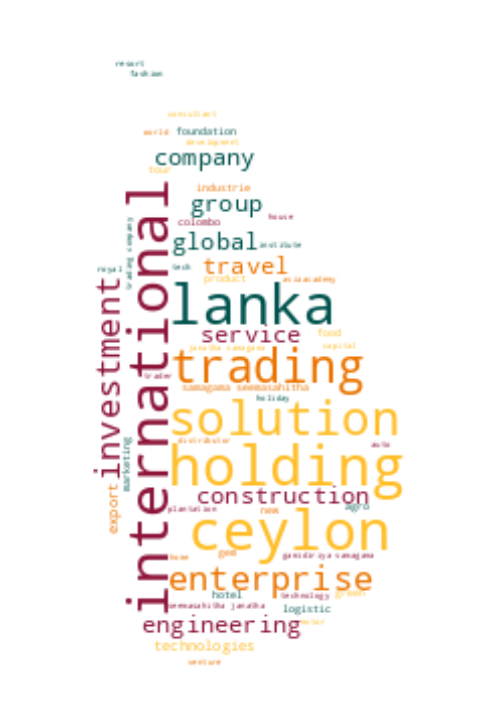 resort
fashion
consultant
world
foundation
development
company
tour
industrie
group
house
colombo
trading company
global
institute
royal
tech
travel
product
asia
academy
international
investment
lanka
service
food
janatha samagama
capital
trading
trader
samagama seemasahitha
holiday
solution
distributor
auto
marketing
holding
export
construction
plantation
new
agro
ceylon
home
gem
gamidiriya samagama
enterprise
hotel
technology
green
seemasahitha janatha
logistic
engineering
motor
technologies
venture